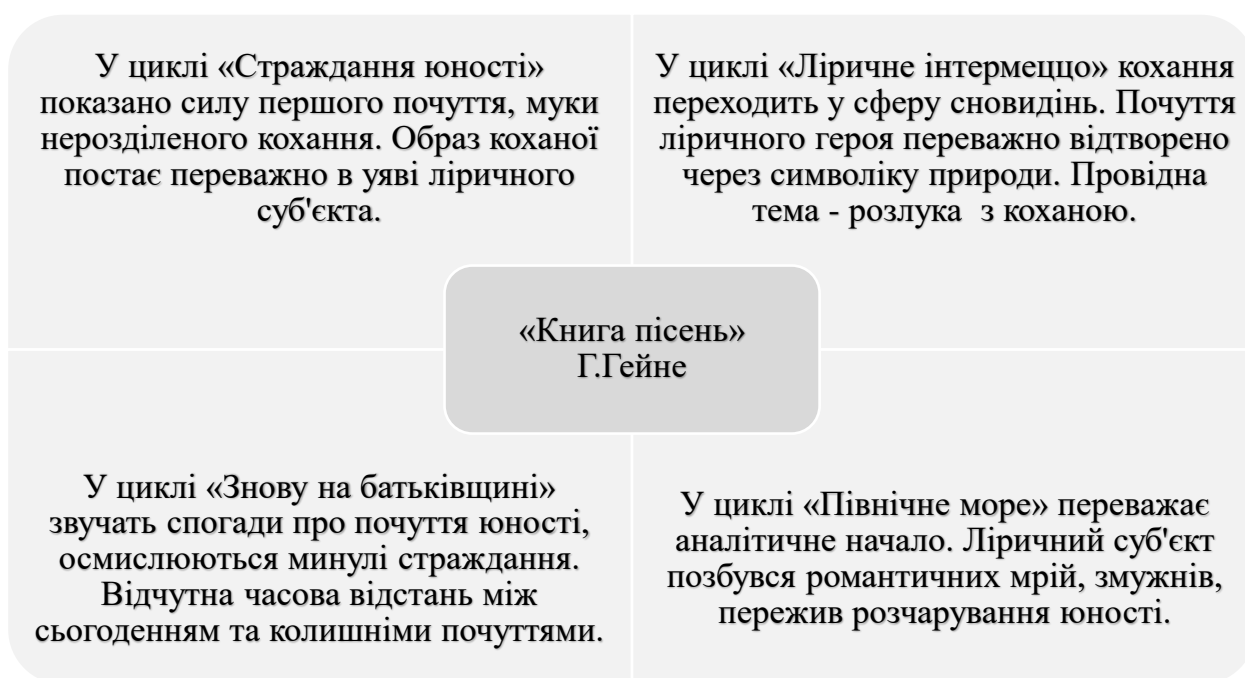 У циклі «Страждання юності»
показано силу першого почуття, муки
нерозділеного кохання. Образ коханої
постає переважно в уяві ліричного
суб'єкта.
У циклі «Ліричне інтермеццо» кохання
переходить у сферу сновидінь. Почуття
ліричного героя переважно відтворено
через символіку природи. Провідна
тема - розлука  з коханою.
«Книга пісень»
Г.Гейне
У циклі «Знову на батьківщині»
звучать спогади про почуття юності,
осмислюються минулі страждання.
Відчутна часова відстань між
сьогоденням та колишніми почуттями.
У циклі «Північне море» переважає
аналітичне начало. Ліричний суб'єкт
позбувся романтичних мрій, змужнів,
пережив розчарування юності.